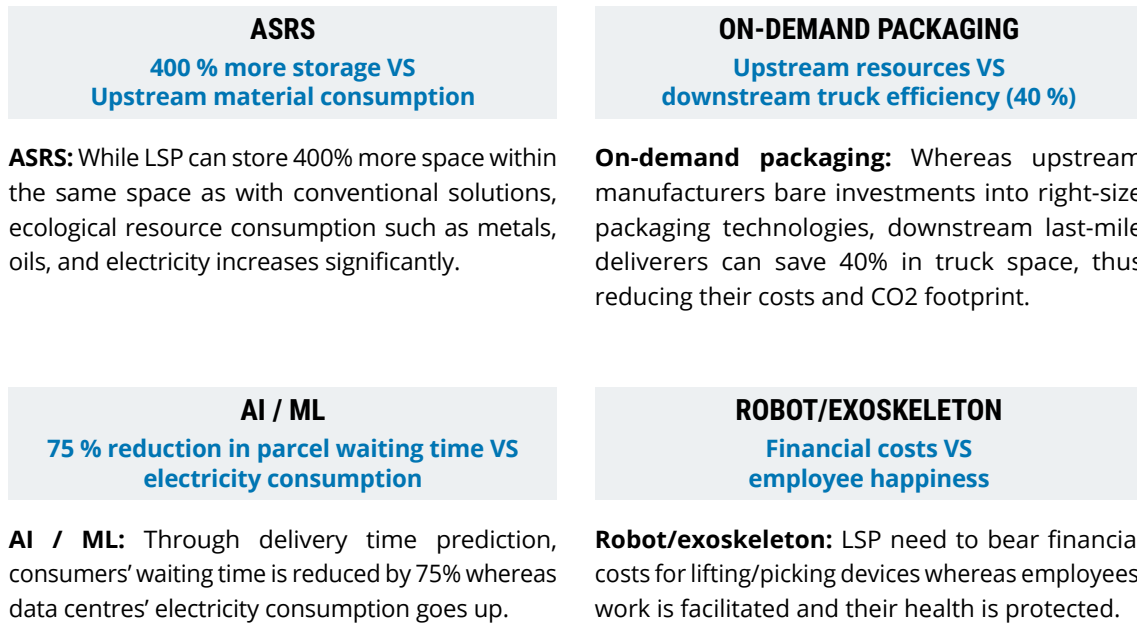 ASRS
400 % more storage VS
Upstream material consumption
ASRS: While LSP can store 400% more space within
the same space as with conventional solutions,
ecological resource consumption such as metals,
oils, and electricity increases significantly.
ON-DEMAND PACKAGING
Upstream resources VS
downstream truck efficiency (40 %)
On-demand packaging: Whereas upstream
manufacturers bare investments into right-size
packaging technologies, downstream last-mile
deliverers can save 40% in truck space, thus
reducing their costs and CO2 footprint.
AI / ML
75 % reduction in parcel waiting time VS
electricity consumption
AI / ML: Through delivery time prediction,
consumers’ waiting time is reduced by 75% whereas
data centres’ electricity consumption goes up.
ROBOT/EXOSKELETON
Financial costs VS
employee happiness
Robot/exoskeleton: LSP need to bear financial
costs for lifting/picking devices whereas employees’
work is facilitated and their health is protected.